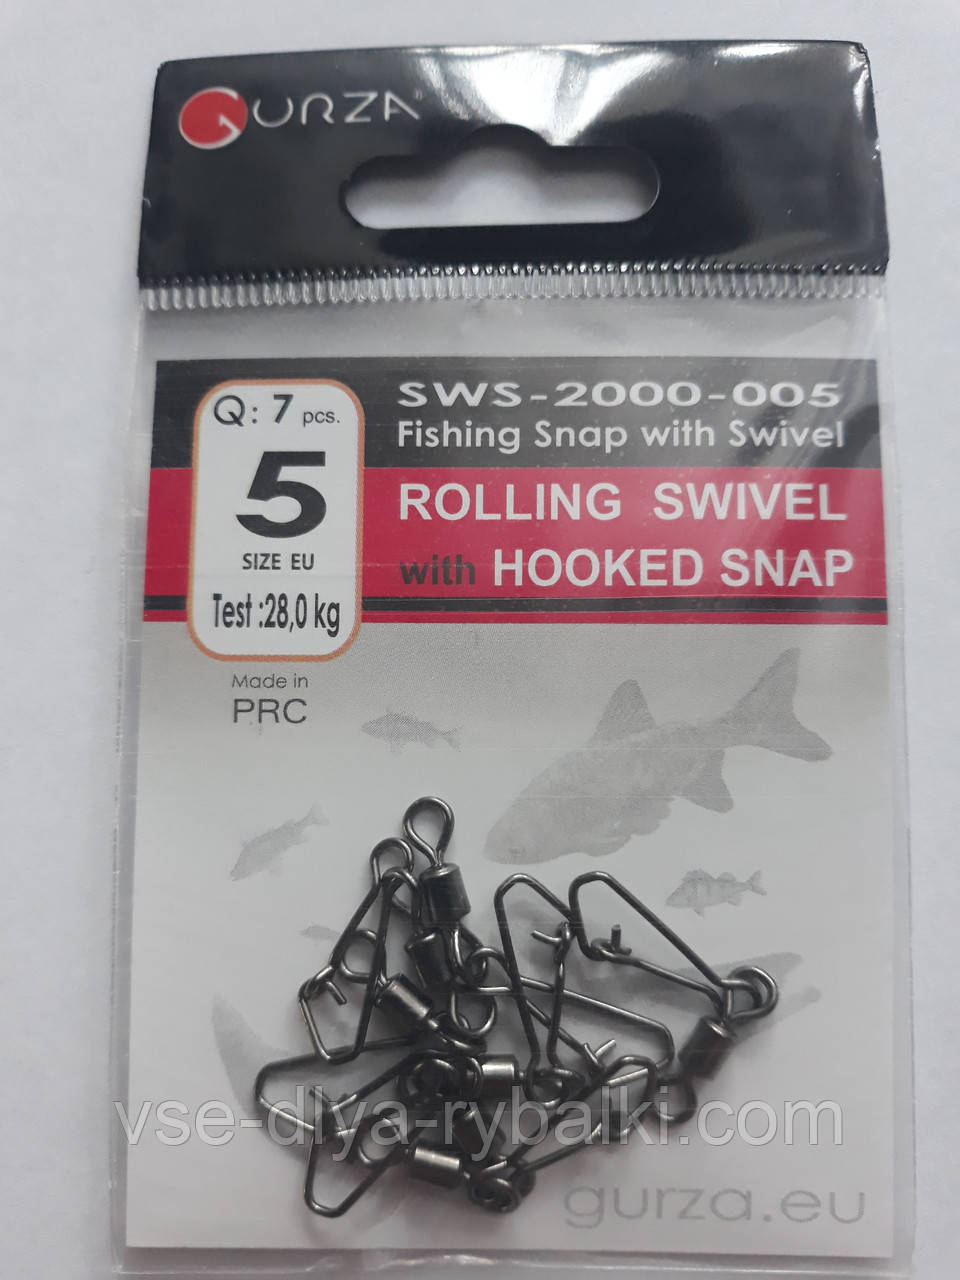 GURZA®
Q: 7 pcs.
5
SIZE EU
Test :28,0 kg
SWS-2000-005
Fishing Snap with Swivel
ROLLING SWIVEL
with HOOKED SNAP
Made in
PRC
vse-dlya-rybalki.com
gurza.eu